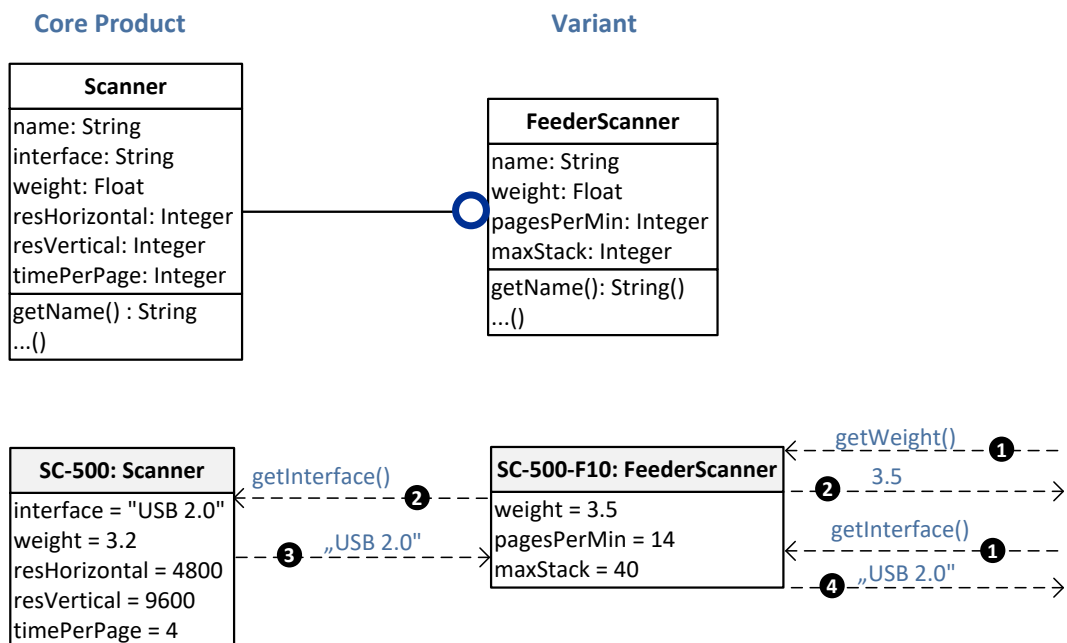 Core Product
Variant
Scanner
name: String
interface: String
weight: Float
resHorizontal: Integer
resVertical: Integer
timePerPage: Integer
getName() : String
...()
FeederScanner
name: String
weight: Float
pagesPerMin: Integer
maxStack: Integer
getName(): String()
...()
SC-500: Scanner
interface = "USB 2.0"
weight = 3.2
resHorizontal = 4800
resVertical = 9600
timePerPage = 4
getInterface()
2
3
„USB 2.0"
SC-500-F10: FeederScanner
weight = 3.5
pagesPerMin = 14
maxStack = 40
getWeight()
1
2
3.5
getInterface()
1
4
„USB 2.0"